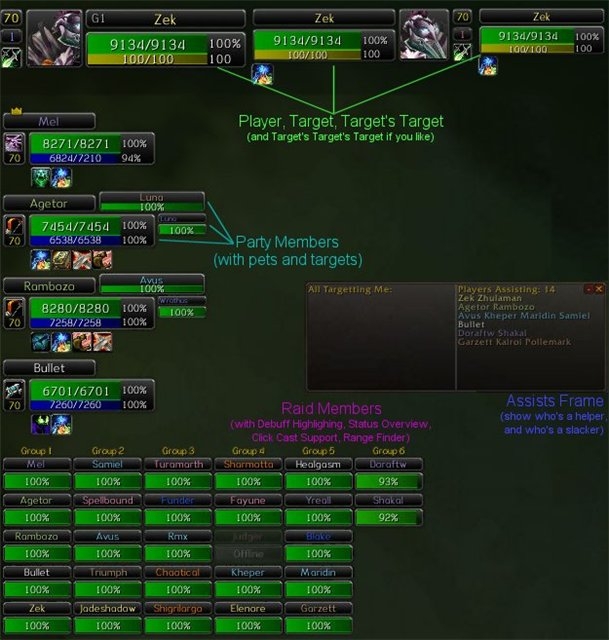 70 G1 Zek Zek 70 Zek
1 9134/9134 100% 9134/9134 100% 1 9134/9134 100%
100/100 100 100/100 100 100/100 100
Player, Target, Target's Target
(and Target's Target's Target if you like)
Mel
8271/8271 100%
70 6824/7210 94%
Agetor Luna
100%
7454/7454 100% Luna
70 6538/6538 100% 100%
Party Members
(with pets and targets)
Rambozo Avus
100%
8280/8280 100% Wrathus
70 7258/7258 100% 100%
All Targetting Me: Players Assisting: 14
Zek Zhulaman
Agetor Rambozo
Avus Kheper Maridin Samiel
Bullet
Doraftw Shakal
Garzett Kalroi Pollemark
Bullet
6701/6701 100%
70 7260/7260 100%
Assists Frame
(show who's a helper,
and who's a slacker)
Raid Members
(with Debuff Highlighing, Status Overview,
Click Cast Support, Range Finder)
Group 1 Group 2 Group 3 Group 4 Group 5 Group 6
Mel Samiel Turamarth Sharmatta Healgasm Doraftw
100% 100% 100% 100% 100% 93%
Agetor Spellbound Funder Fayune Yreall Shakal
100% 100% 100% 100% 100% 92%
Rambozo Avus Rmx Judger Blake
100% 100% 100% Offline 100%
Bullet Triumph Chaotical Kheper Maridin
100% 100% 100% 100% 100%
Zek Jadeshadow Shigrilarga Elenare Garzett
100% 100% 100% 100% 100%